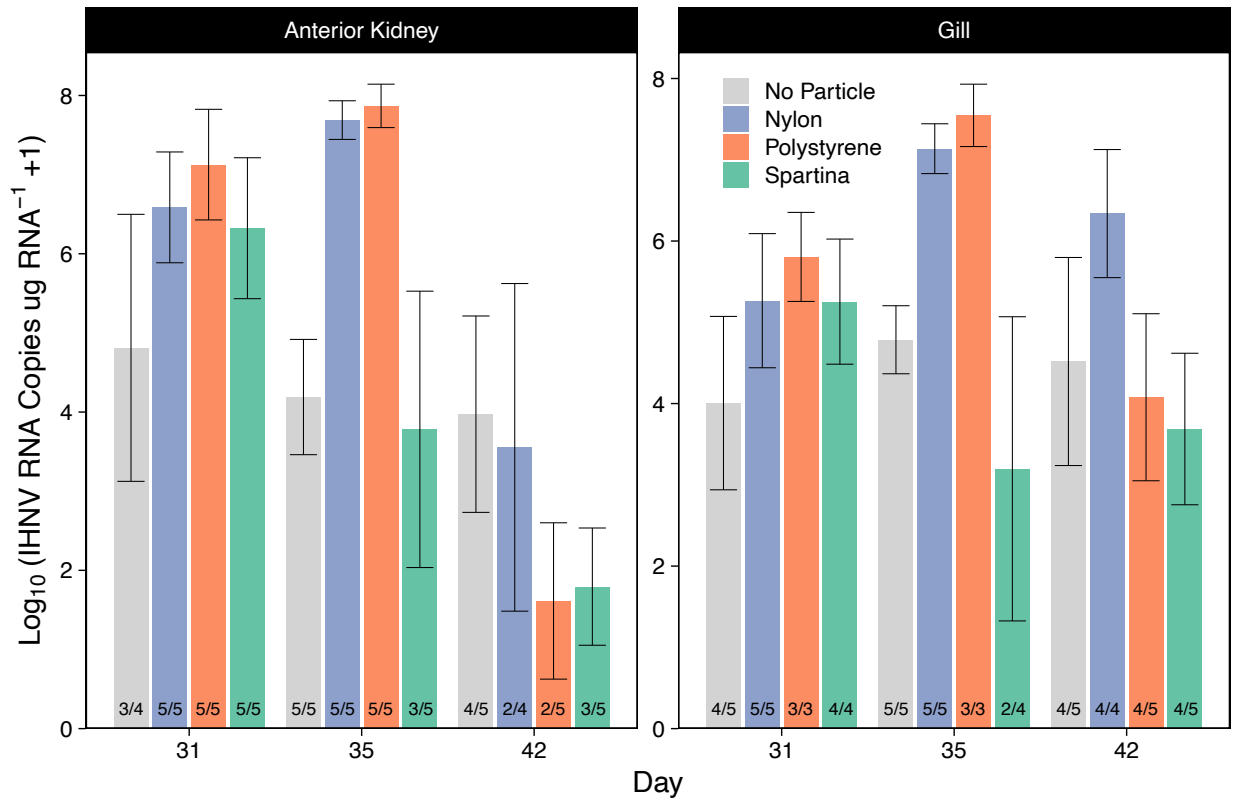 Anterior Kidney
Gill
Log₁₀ (IHNV RNA Copies ug RNA⁻¹ +1)
8
6
4
2
0
3/4 5/5 5/5 5/5 5/5 5/5 5/5 3/5 4/5 2/4 2/5 3/5
31 35 42
No Particle
Nylon
Polystyrene
Spartina
8
6
4
2
0
4/5 5/5 3/3 4/4 5/5 5/5 3/3 2/4 4/5 4/4 4/5 4/5
31 35 42
Day